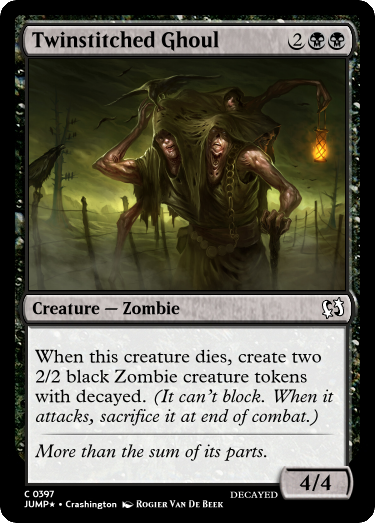 Twinstitched Ghoul 2
Creature — Zombie
When this creature dies, create two
2/2 black Zombie creature tokens
with decayed. (It can't block. When it
attacks, sacrifice it at end of combat.)
More than the sum of its parts.
4/4
C 0397 DECAYED
JUMP★ • Crashington Rogier Van De Beek